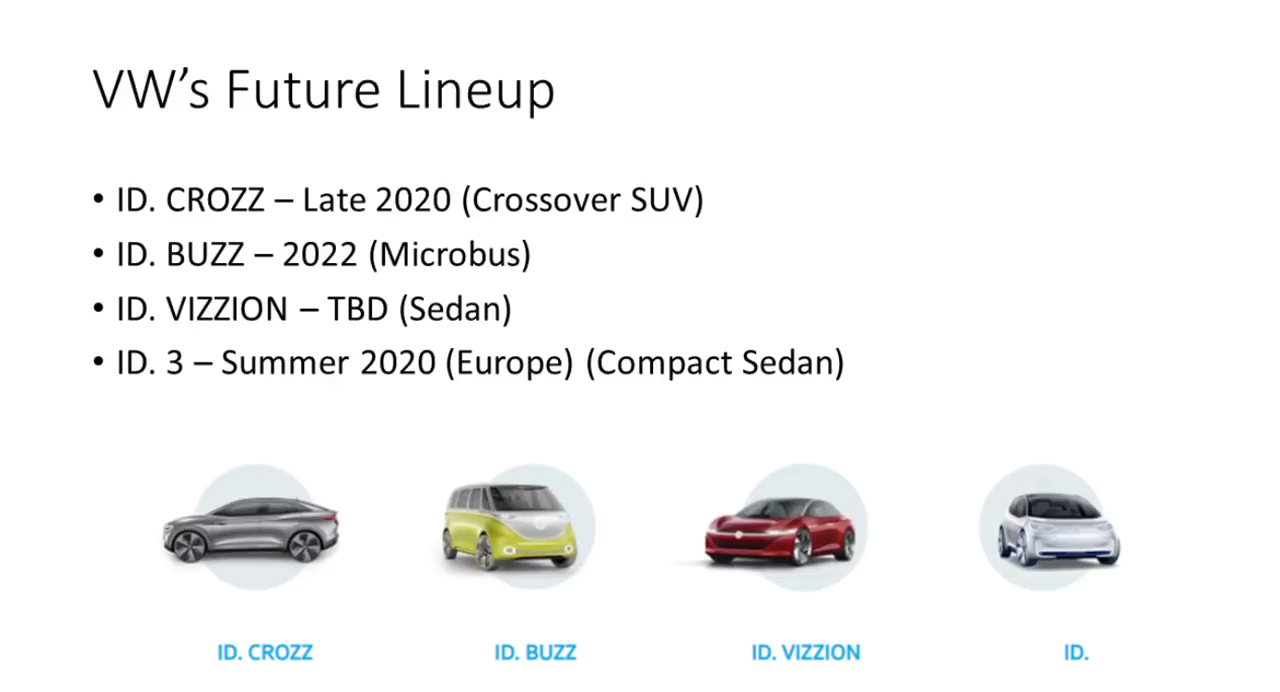 VW’s Future Lineup
• ID. CROZZ – Late 2020 (Crossover SUV)
• ID. BUZZ – 2022 (Microbus)
• ID. VIZZION – TBD (Sedan)
• ID. 3 – Summer 2020 (Europe) (Compact Sedan)
ID. CROZZ ID. BUZZ ID. VIZZION ID.